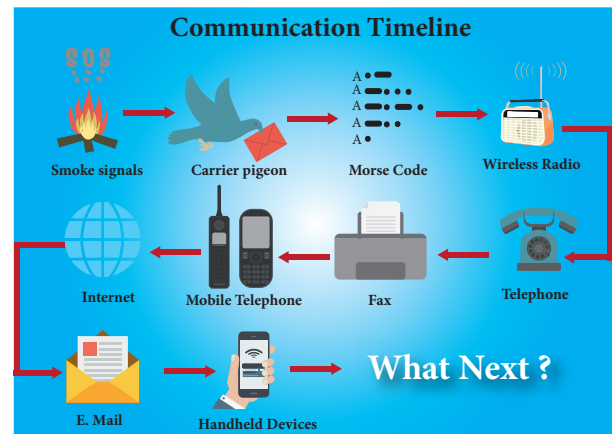 Communication Timeline
SOS
A
A
A
A
A
Smoke signals
Carrier pigeon
Morse Code
Wireless Radio
Internet
Mobile Telephone
Fax
Telephone
E. Mail
Handheld Devices
What Next ?